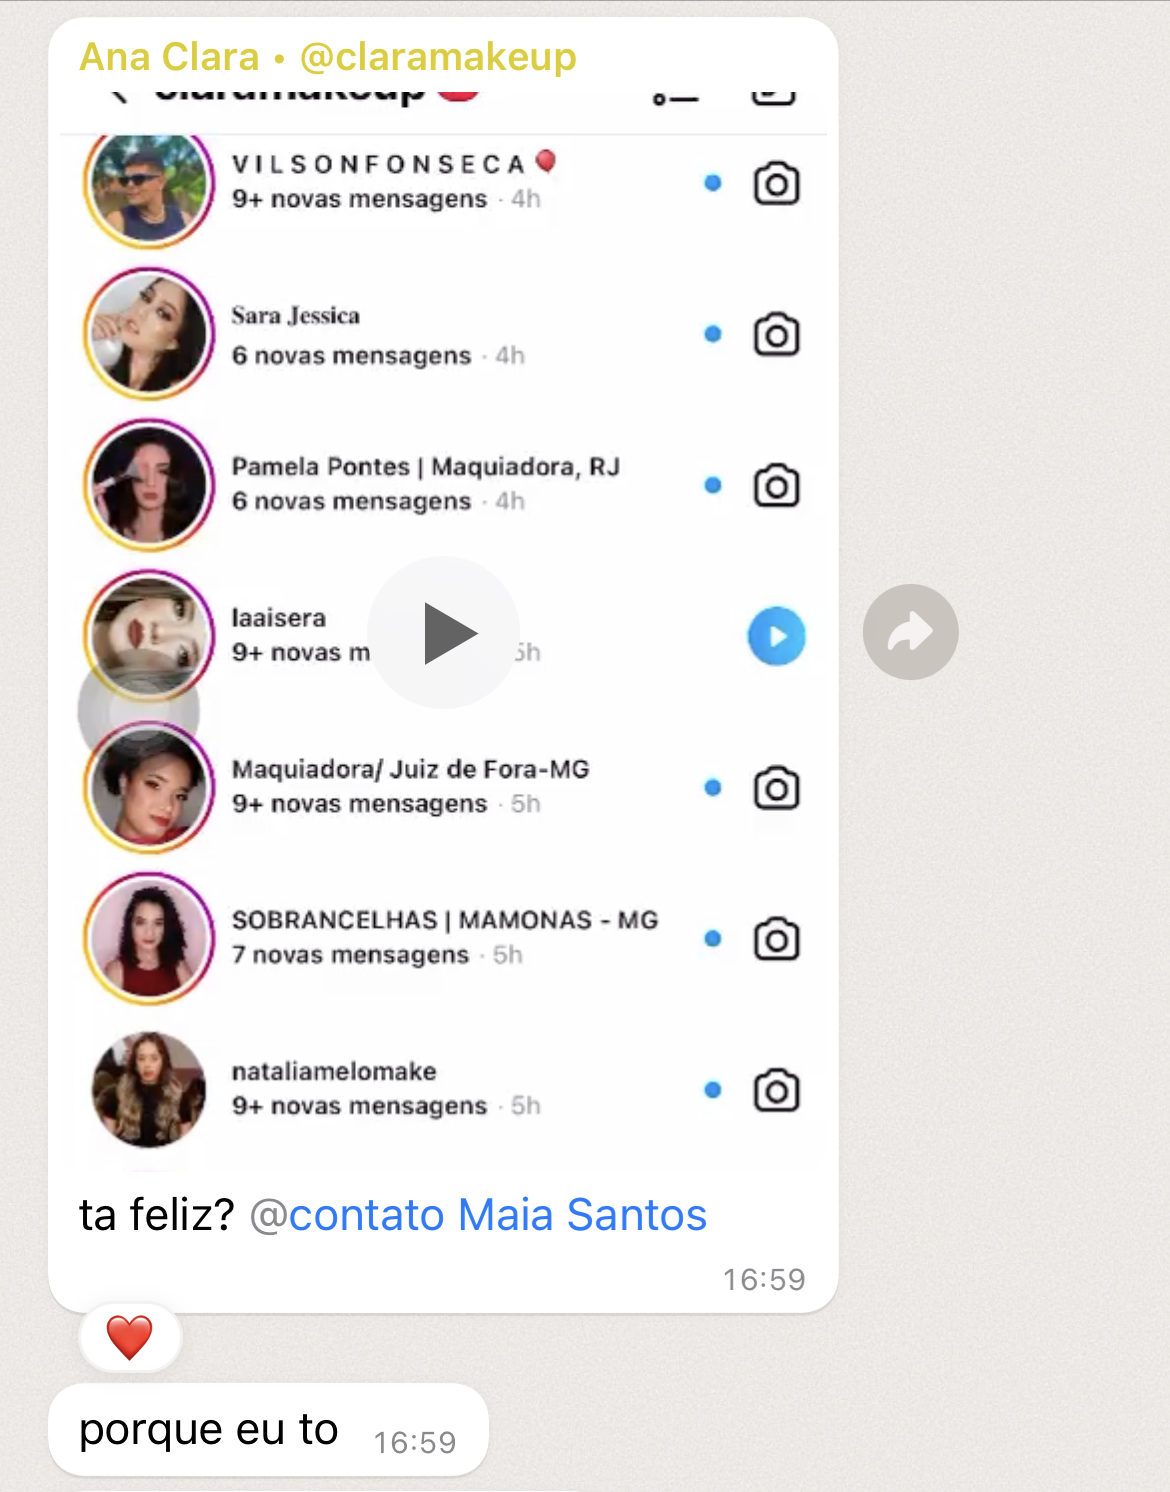 Ana Clara • @claramakeup
claramakeup
V I L S O N F O N S E C A
9+ novas mensagens · 4h
Sara Jessica
6 novas mensagens · 4h
Pamela Pontes | Maquiadora, RJ
6 novas mensagens · 4h
laaisera
9+ novas m 5h
Maquiadora/ Juiz de Fora-MG
9+ novas mensagens · 5h
SOBRANCELHAS | MAMONAS - MG
7 novas mensagens · 5h
nataliamelomake
9+ novas mensagens · 5h
ta feliz? @contato Maia Santos
16:59
porque eu to 16:59